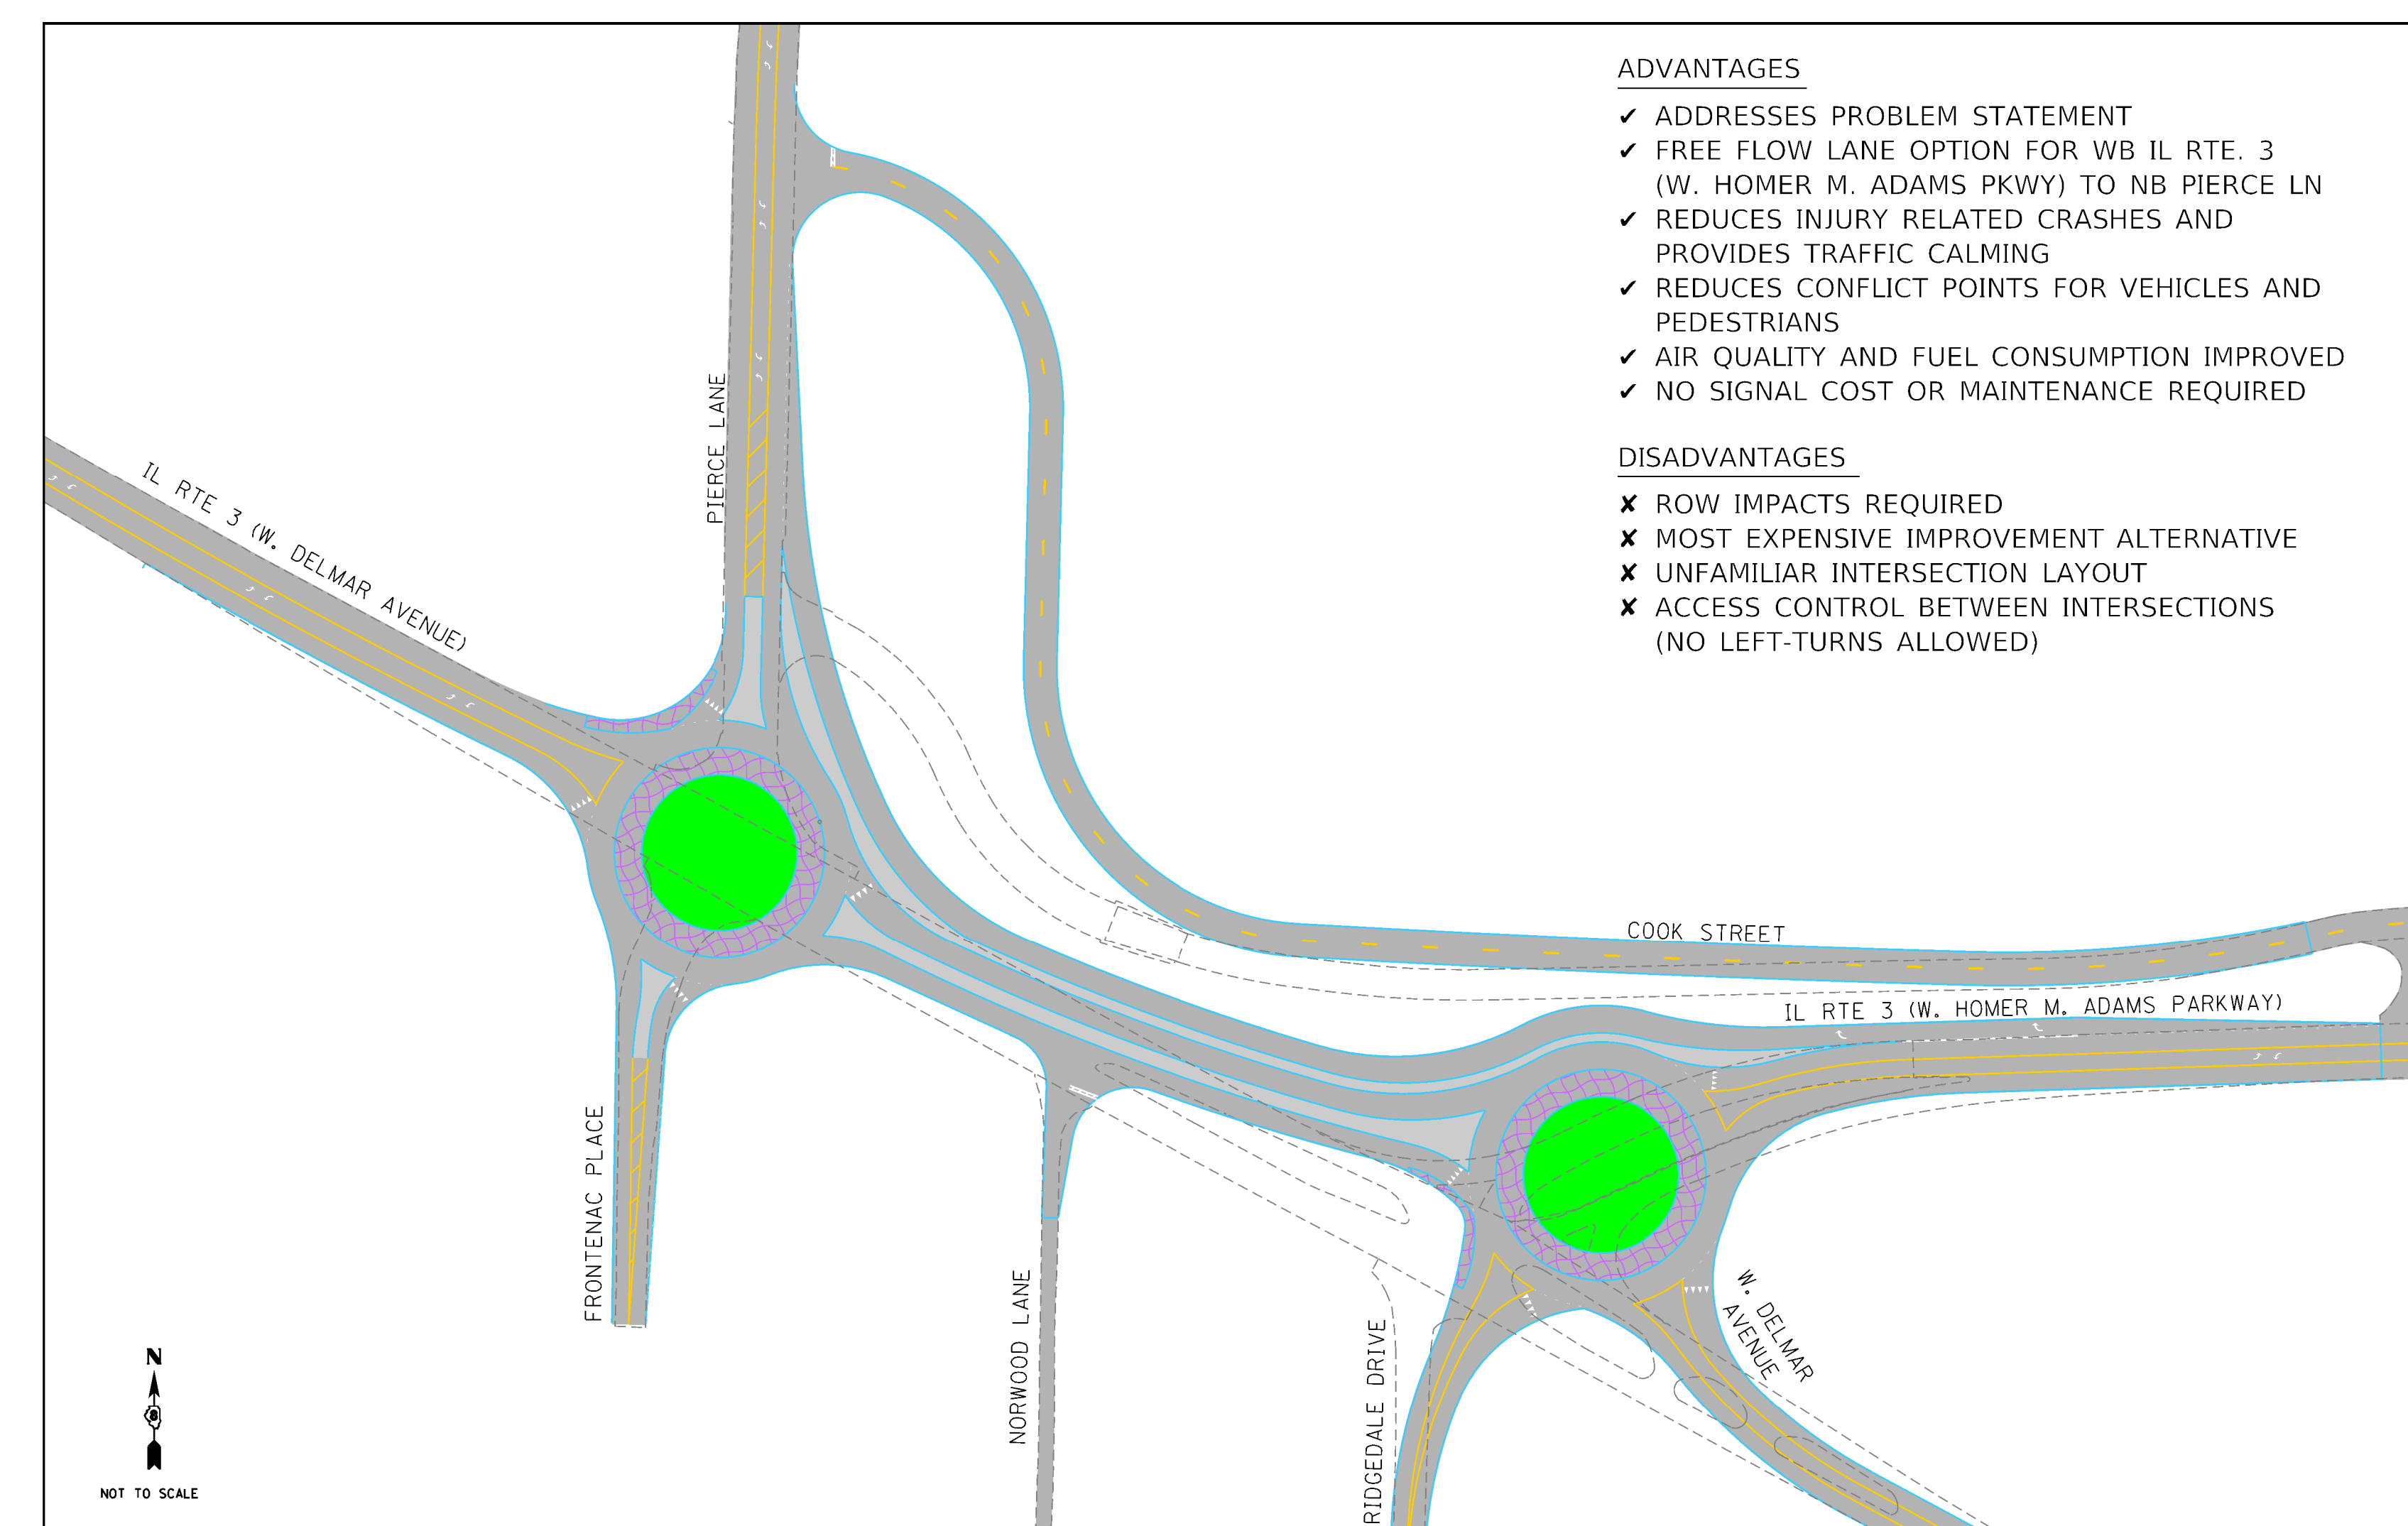 ADVANTAGES
✔ ADDRESSES PROBLEM STATEMENT
✔ FREE FLOW LANE OPTION FOR WB IL RTE. 3
(W. HOMER M. ADAMS PKWY) TO NB PIERCE LN
✔ REDUCES INJURY RELATED CRASHES AND
PROVIDES TRAFFIC CALMING
✔ REDUCES CONFLICT POINTS FOR VEHICLES AND
PEDESTRIANS
✔ AIR QUALITY AND FUEL CONSUMPTION IMPROVED
✔ NO SIGNAL COST OR MAINTENANCE REQUIRED
DISADVANTAGES
✘ ROW IMPACTS REQUIRED
✘ MOST EXPENSIVE IMPROVEMENT ALTERNATIVE
✘ UNFAMILIAR INTERSECTION LAYOUT
✘ ACCESS CONTROL BETWEEN INTERSECTIONS
(NO LEFT-TURNS ALLOWED)
PIERCE LANE
IL RTE 3 (W. DELMAR AVENUE)
COOK STREET
IL RTE 3 (W. HOMER M. ADAMS PARKWAY)
FRONTENAC PLACE
NORWOOD LANE
RIDGEDALE DRIVE
W. DELMAR
AVENUE
N
8
NOT TO SCALE